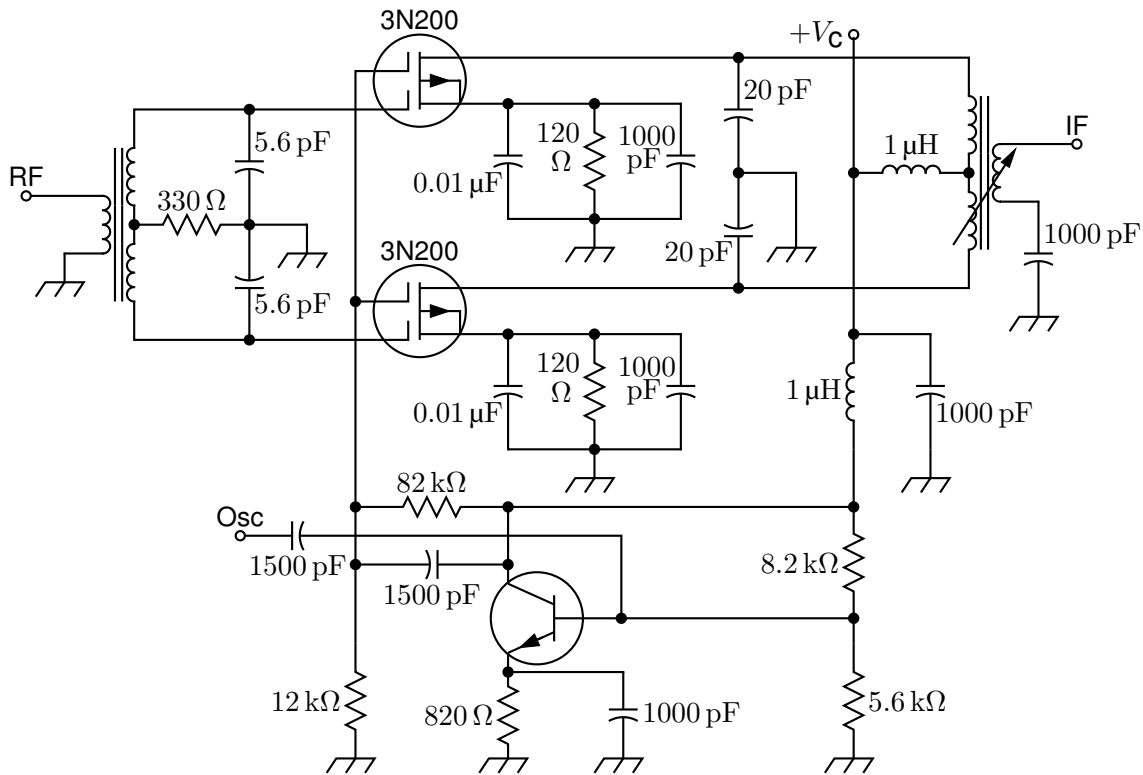 3N200
+V_C
5.6 pF
20 pF
RF
330 Ω
0.01 µF
120
Ω
1000
pF
1 µH
IF
3N200
20 pF
1000 pF
5.6 pF
0.01 µF
120
Ω
1000
pF
1 µH
1000 pF
82 kΩ
Osc
1500 pF
1500 pF
8.2 kΩ
12 kΩ
820 Ω
1000 pF
5.6 kΩ